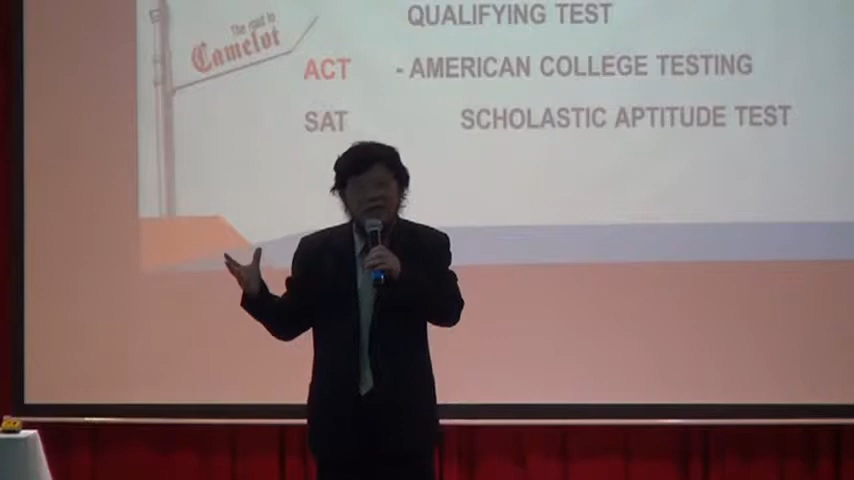 QUALIFYING TEST
The road to
Camelot
ACT - AMERICAN COLLEGE TESTING
SAT SCHOLASTIC APTITUDE TEST